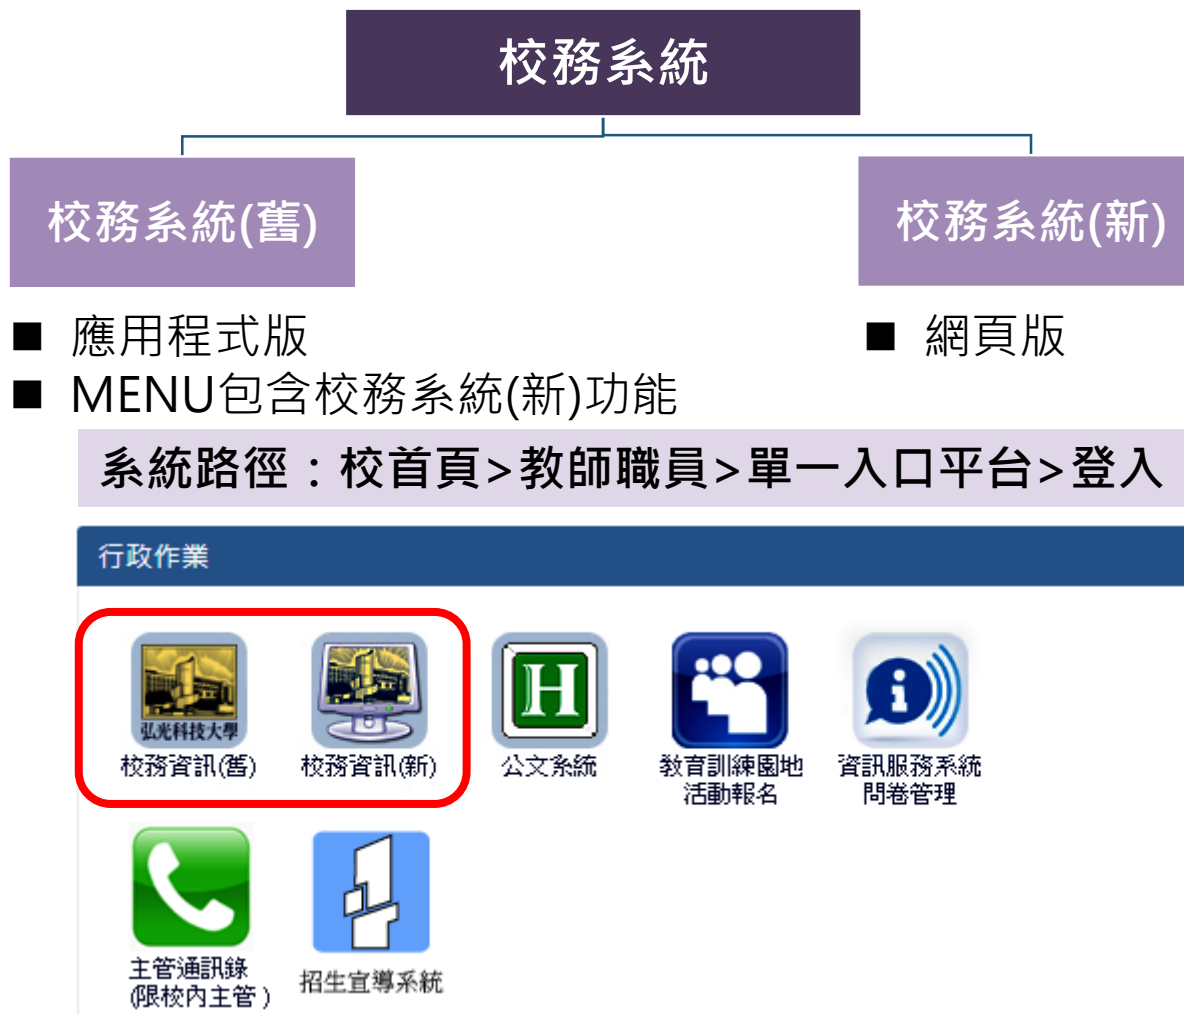 校務系統
校務系統(舊)
校務系統(新)
■ 應用程式版
■ MENU包含校務系統(新)功能
■ 網頁版
系統路徑：校首頁>教師職員>單一入口平台>登入
行政作業
弘光科技大學
校務資訊(舊)
校務資訊(新)
H
公文系統
教育訓練園地
活動報名
i
資訊服務系統
問卷管理
主管通訊錄
(限校內主管)
招生宣導系統